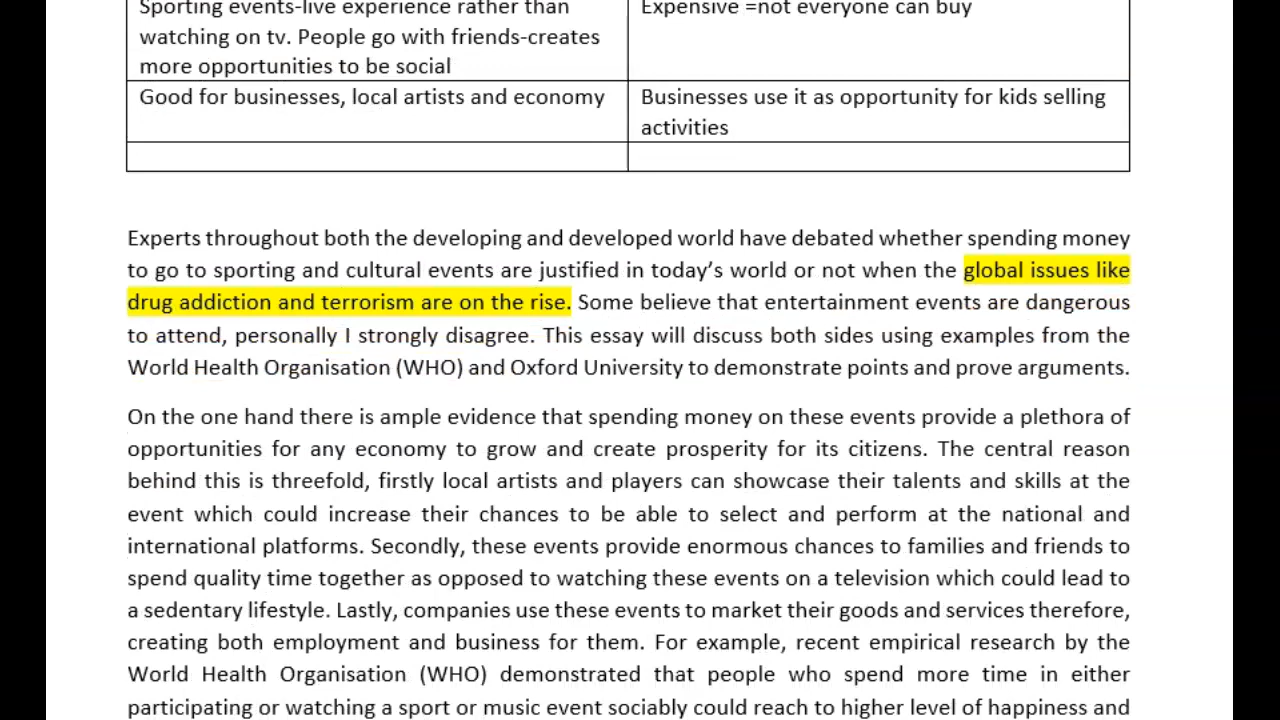 Sporting events-live experience rather than
watching on tv. People go with friends-creates
more opportunities to be social
Expensive =not everyone can buy
Good for businesses, local artists and economy
Businesses use it as opportunity for kids selling
activities
Experts throughout both the developing and developed world have debated whether spending money
to go to sporting and cultural events are justified in today’s world or not when the global issues like
drug addiction and terrorism are on the rise. Some believe that entertainment events are dangerous
to attend, personally I strongly disagree. This essay will discuss both sides using examples from the
World Health Organisation (WHO) and Oxford University to demonstrate points and prove arguments.
On the one hand there is ample evidence that spending money on these events provide a plethora of
opportunities for any economy to grow and create prosperity for its citizens. The central reason
behind this is threefold, firstly local artists and players can showcase their talents and skills at the
event which could increase their chances to be able to select and perform at the national and
international platforms. Secondly, these events provide enormous chances to families and friends to
spend quality time together as opposed to watching these events on a television which could lead to
a sedentary lifestyle. Lastly, companies use these events to market their goods and services therefore,
creating both employment and business for them. For example, recent empirical research by the
World Health Organisation (WHO) demonstrated that people who spend more time in either
participating or watching a sport or music event sociably could reach to higher level of happiness and